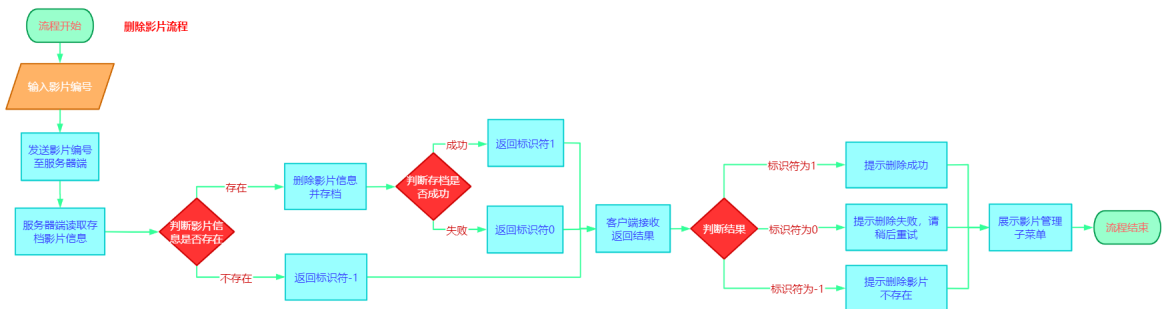 流程开始
删除影片流程
输入影片编号
发送影片编号
至服务器端
服务器端读取存
档影片信息
判断影片信
息是否存在
存在
不存在
删除影片信息
并存档
返回标识符-1
判断存档是
否成功
成功
失败
返回标识符1
返回标识符0
客户端接收
返回结果
判断结果
标识符为1
标识符为0
标识符为-1
提示删除成功
提示删除失败，请
稍后重试
提示删除影片
不存在
展示影片管理
子菜单
流程结束